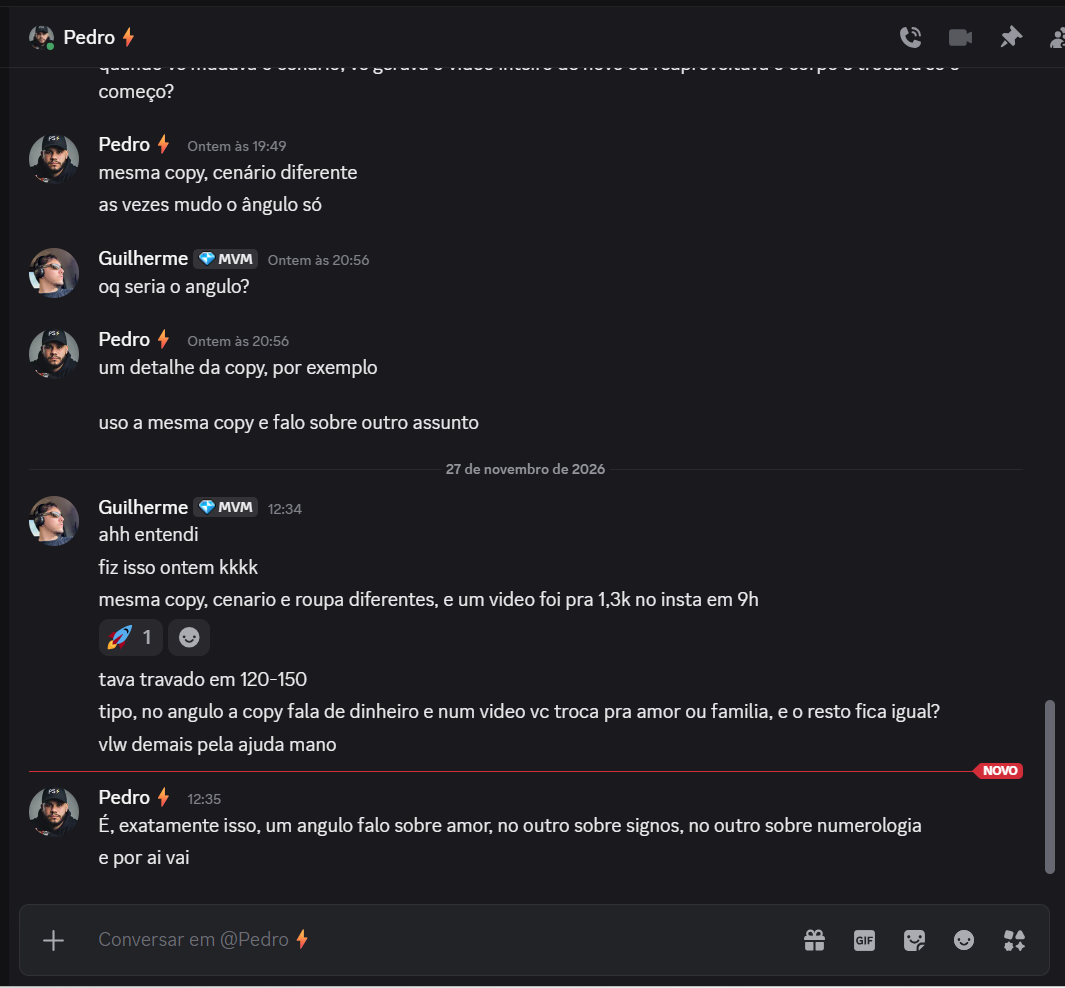 Pedro
começo?
Pedro Ontem às 19:49
mesma copy, cenário diferente
as vezes mudo o ângulo só
Guilherme MVM Ontem às 20:56
oq seria o angulo?
Pedro Ontem às 20:56
um detalhe da copy, por exemplo
uso a mesma copy e falo sobre outro assunto
27 de novembro de 2026
Guilherme MVM 12:34
ahh entendi
fiz isso ontem kkkk
mesma copy, cenario e roupa diferentes, e um video foi pra 1,3k no insta em 9h
1
tava travado em 120-150
tipo, no angulo a copy fala de dinheiro e num video vc troca pra amor ou familia, e o resto fica igual?
vlw demais pela ajuda mano
NOVO
Pedro 12:35
É, exatamente isso, um angulo falo sobre amor, no outro sobre signos, no outro sobre numerologia
e por ai vai
Conversar em @Pedro
GIF